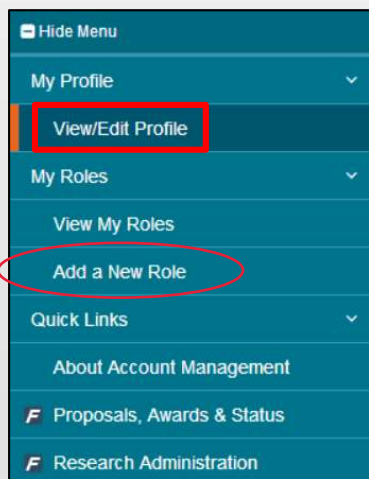 Hide Menu
My Profile
View/Edit Profile
My Roles
View My Roles
Add a New Role
Quick Links
About Account Management
F Proposals, Awards & Status
F Research Administration